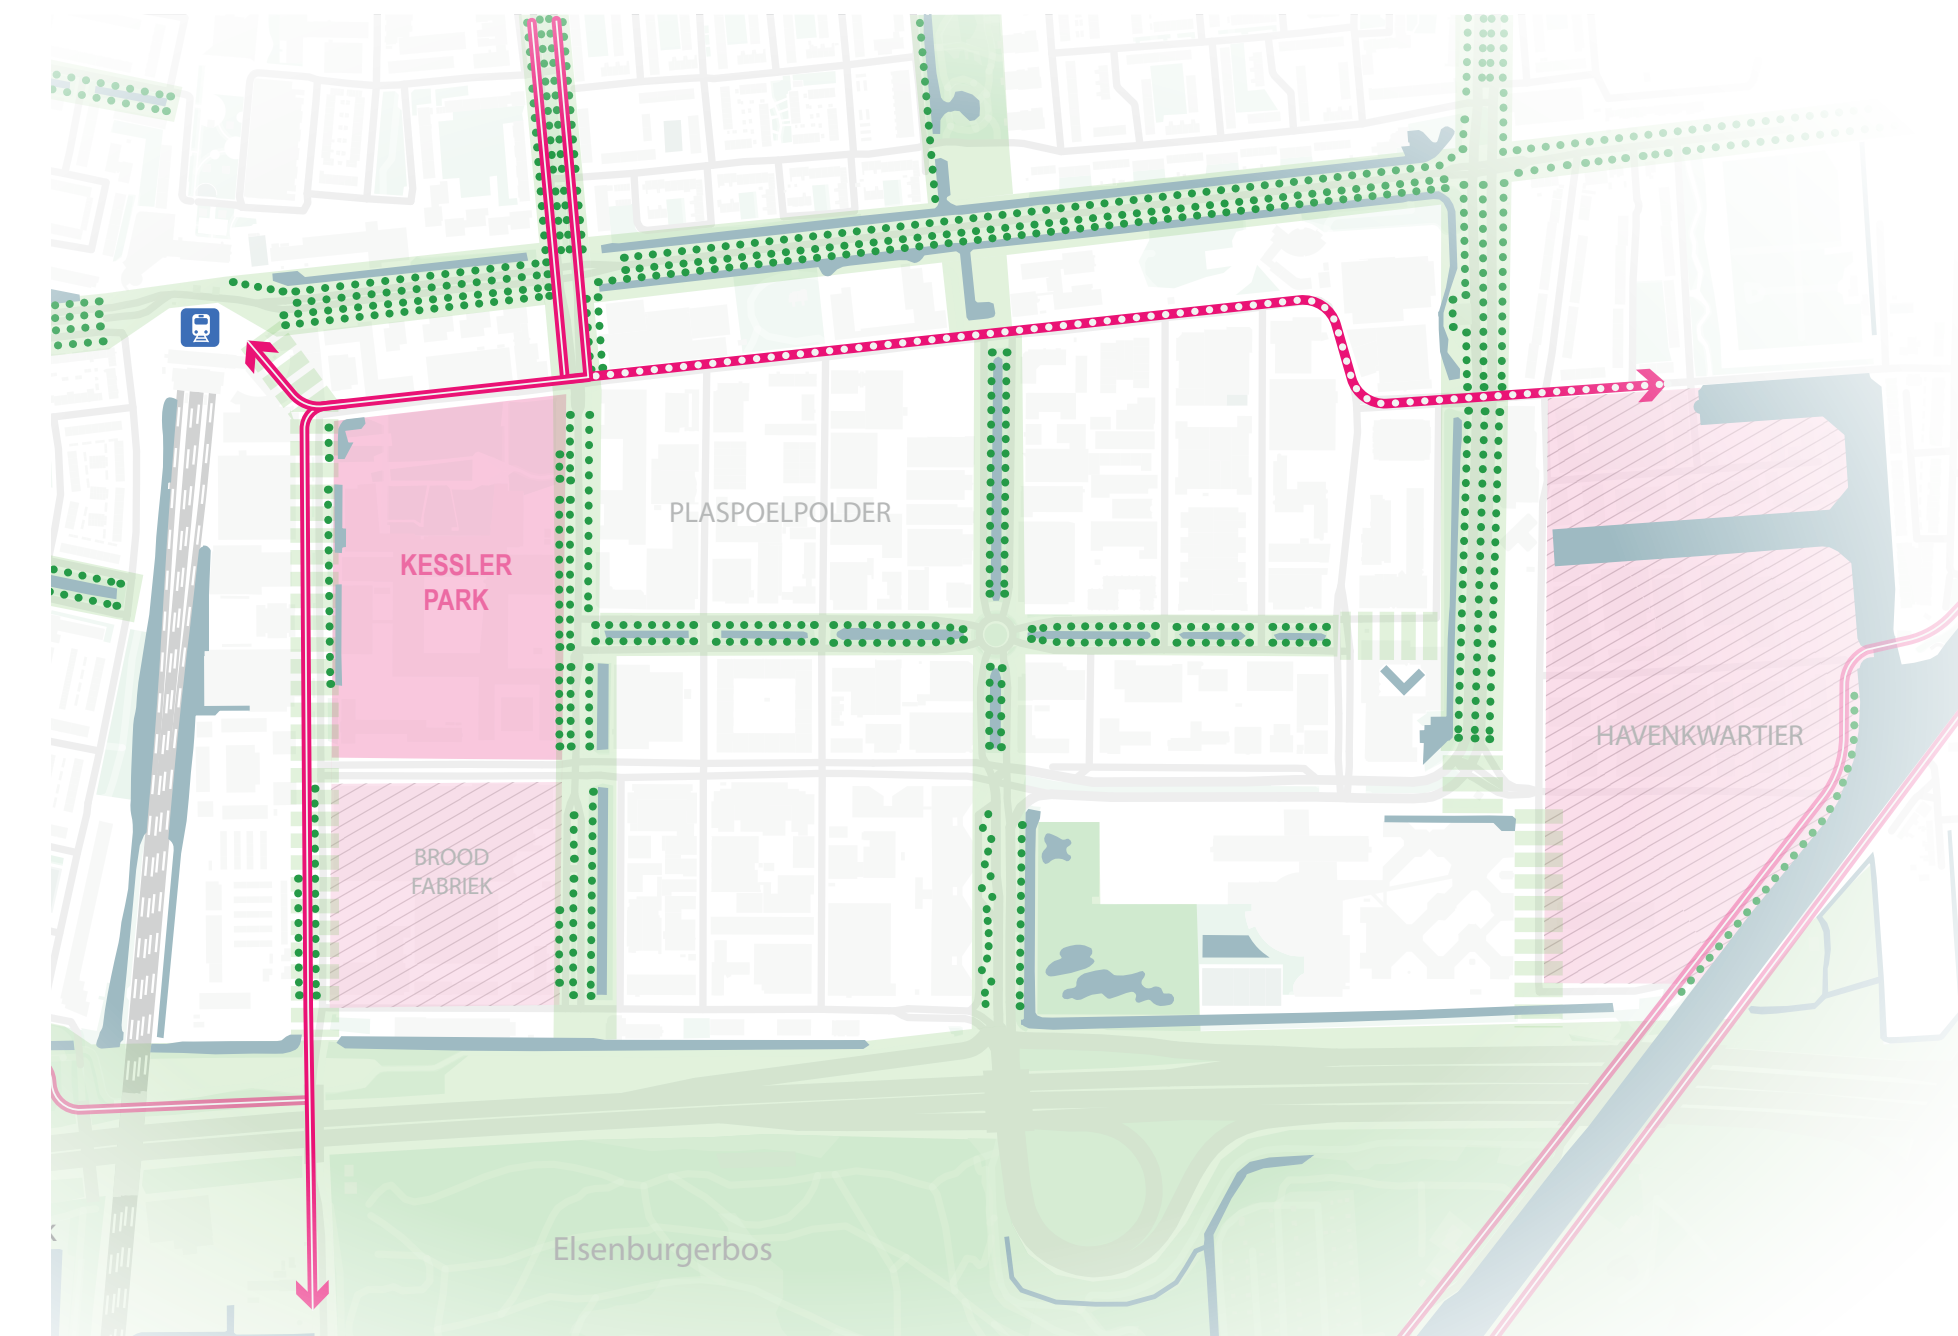 PLASPOELPOLDER
KESSLER
PARK
HAVENKWARTIER
BROOD
FABRIEK
Elsenburgerbos